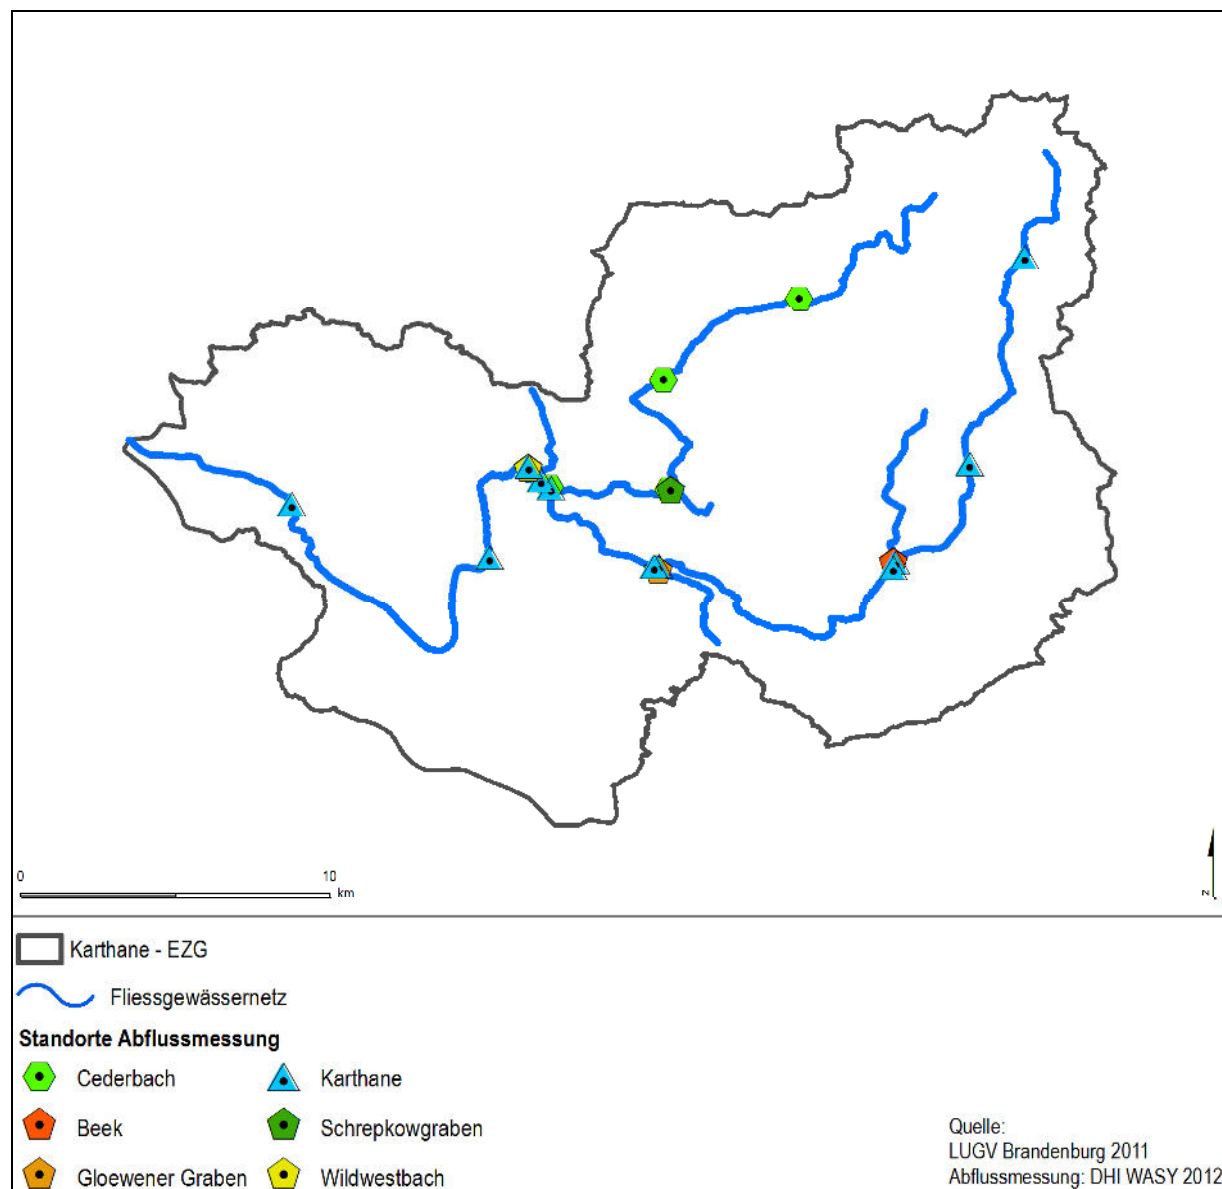 0 10
km
z
Karthane - EZG
Fliessgewässernetz
Standorte Abflussmessung
Cederbach Karthane
Beek Schrepkowgraben
Gloewener Graben Wildwestbach
Quelle:
LUGV Brandenburg 2011
Abflussmessung: DHI WASY 2012